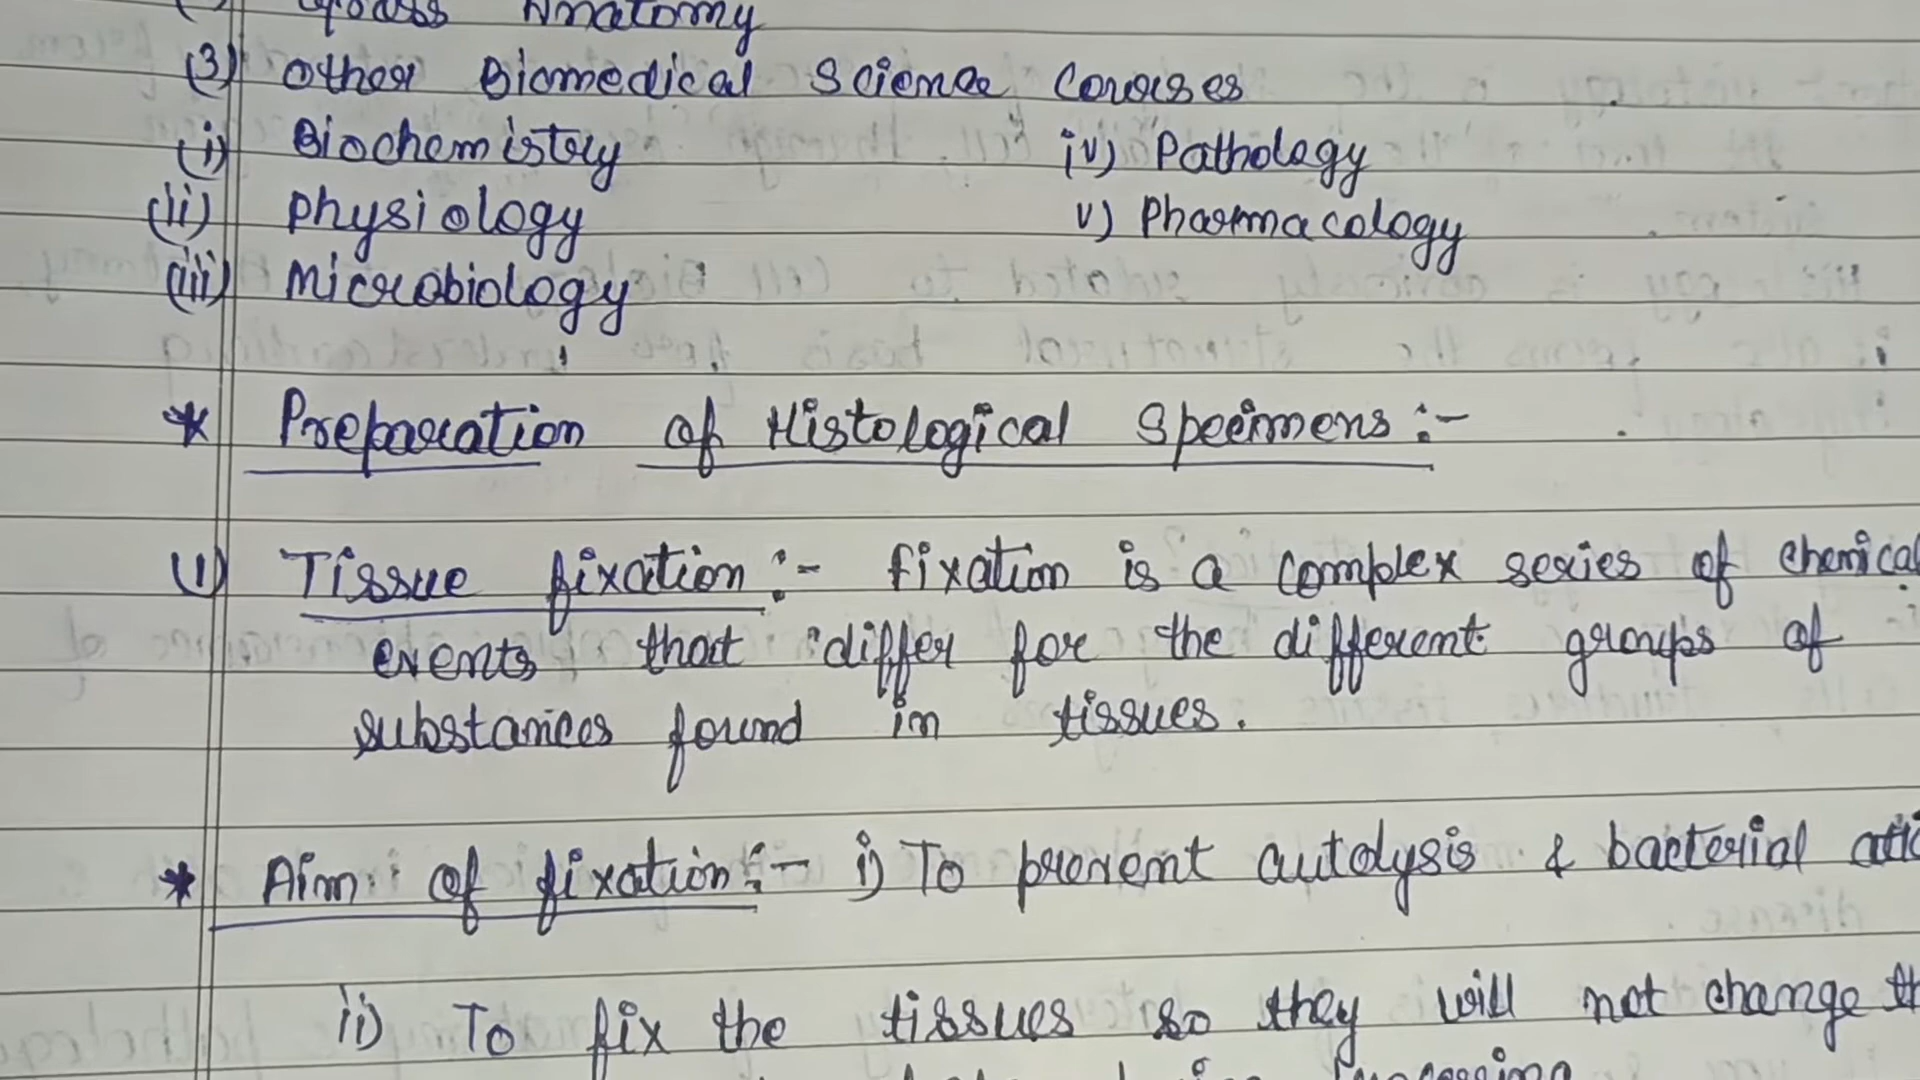 Gross Anatomy
(3) Other Biomedical Science Courses
(i) Biochemistry iv) Pathology
(ii) Physiology v) Pharmacology
(iii) Microbiology
* Preparation of Histological Specimens :-
(1) Tissue fixation :- fixation is a complex series of chemical
events that differ for the different groups of
substances found in tissues.
* Aim of fixation :- i) To prevent autolysis & bacterial
ii) To fix the tissues so they will not change
Processing